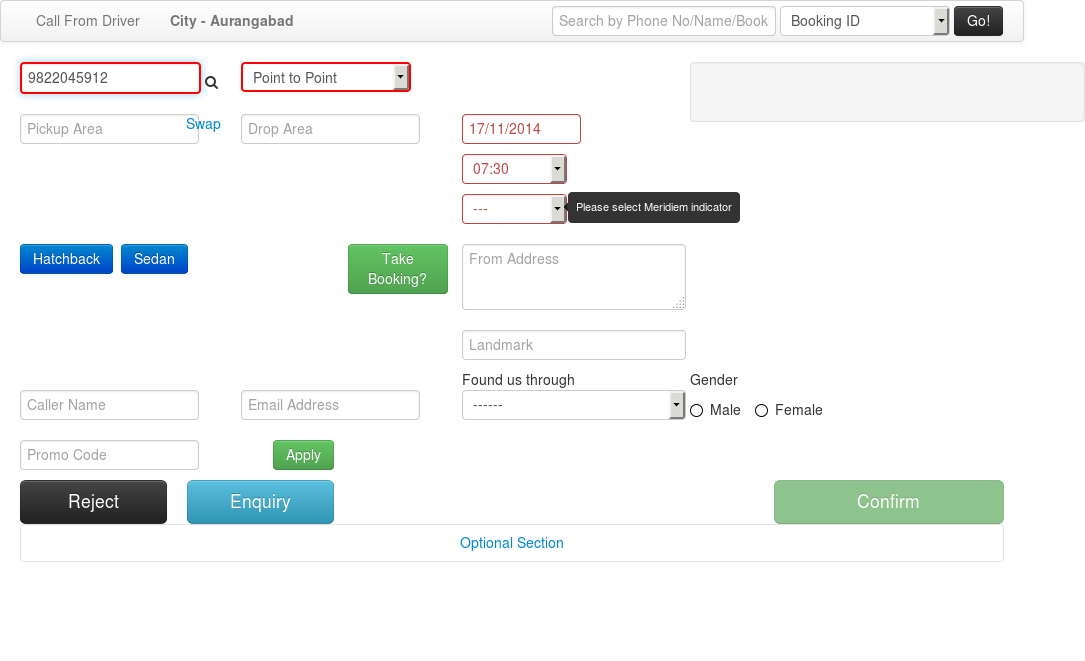 Call From Driver City - Aurangabad Search by Phone No/Name/Book Booking ID Go!
9822045912 Point to Point
Pickup Area Swap Drop Area 17/11/2014
07:30
--- Please select Meridiem indicator
Hatchback Sedan Take Booking? From Address
Landmark
Found us through Gender
Caller Name Email Address ------ Male Female
Promo Code Apply
Reject Enquiry Confirm
Optional Section